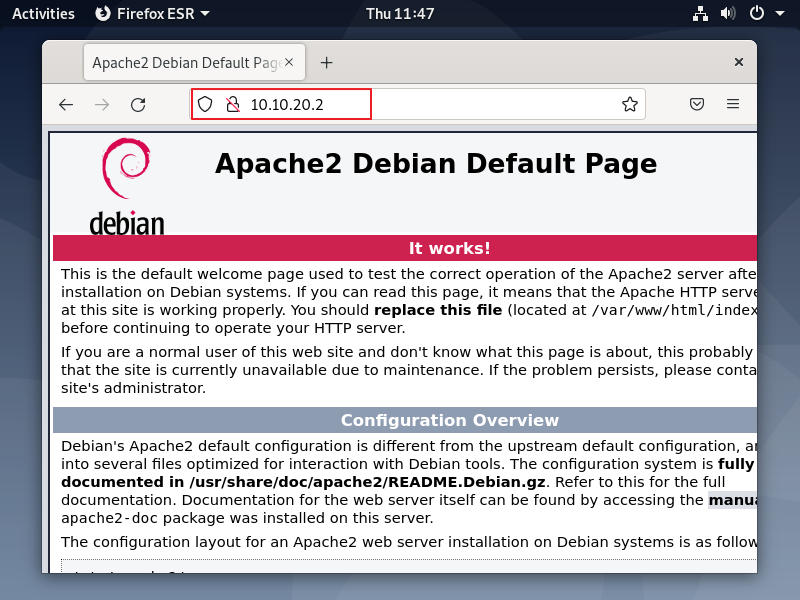 Activities Firefox ESR Thu 11:47
Apache2 Debian Default Page
10.10.20.2
debian
Apache2 Debian Default Page
It works!
This is the default welcome page used to test the correct operation of the Apache2 server afte
installation on Debian systems. If you can read this page, it means that the Apache HTTP serve
at this site is working properly. You should replace this file (located at /var/www/html/index
before continuing to operate your HTTP server.
If you are a normal user of this web site and don't know what this page is about, this probably
that the site is currently unavailable due to maintenance. If the problem persists, please conta
site's administrator.
Configuration Overview
Debian's Apache2 default configuration is different from the upstream default configuration, a
into several files optimized for interaction with Debian tools. The configuration system is fully
documented in /usr/share/doc/apache2/README.Debian.gz. Refer to this for the full
documentation. Documentation for the web server itself can be found by accessing the manua
apache2-doc package was installed on this server.
The configuration layout for an Apache2 web server installation on Debian systems is as follow